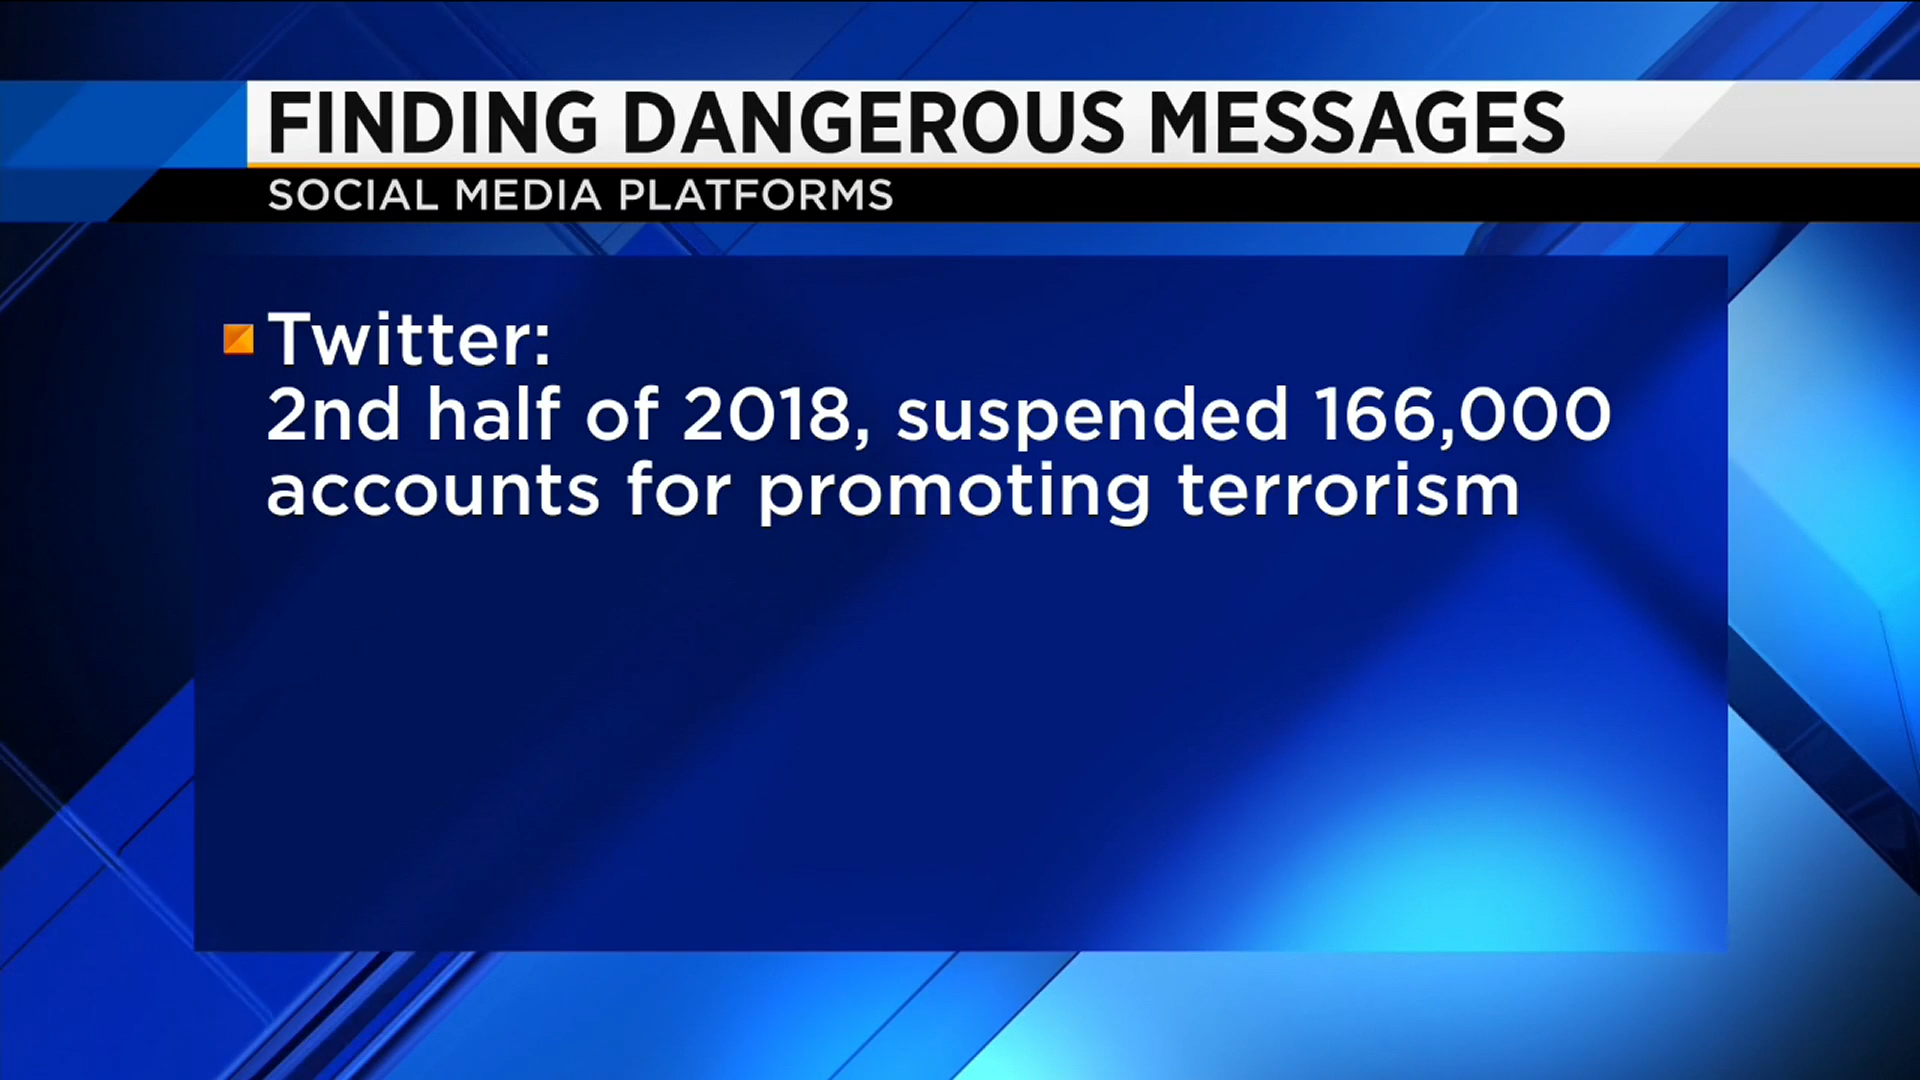 FINDING DANGEROUS MESSAGES
SOCIAL MEDIA PLATFORMS
Twitter:
2nd half of 2018, suspended 166,000
accounts for promoting terrorism